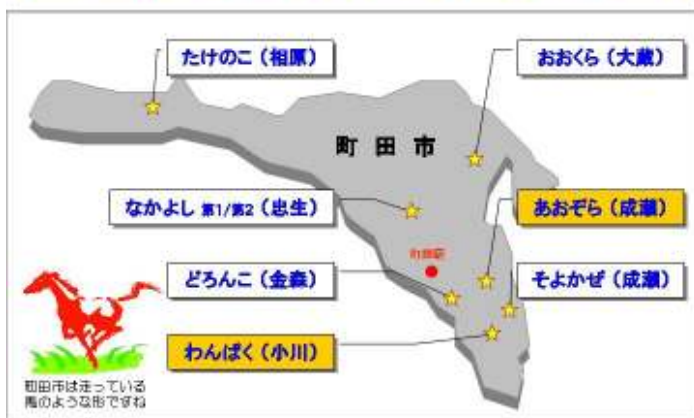 たけのこ（相原）
おおくら（大蔵）
町田市
なかよし 第1/第2（忠生）
あおぞら（成瀬）
町田駅
どろんこ（金森）
そよかぜ（成瀬）
わんぱく（小川）
町田市は走っている
馬のような形ですね